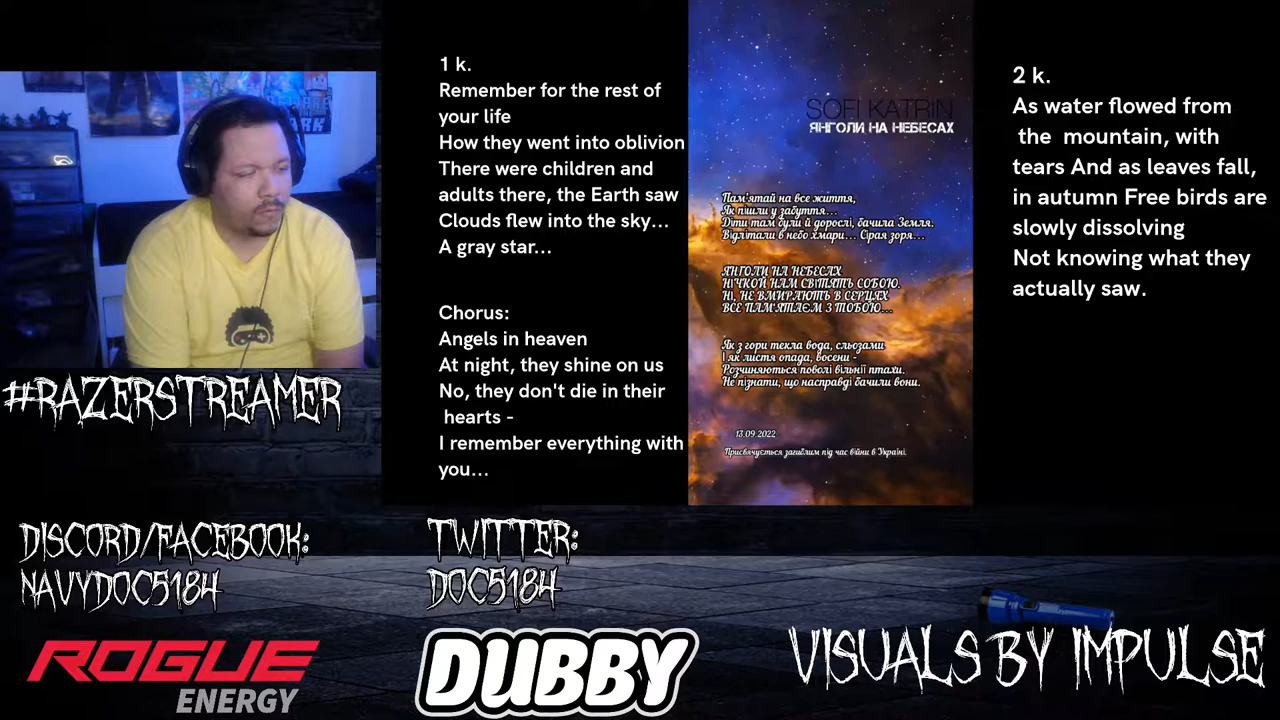 1 k.
Remember for the rest of
your life
How they went into oblivion
There were children and
adults there, the Earth saw
Clouds flew into the sky...
A gray star...
Chorus:
Angels in heaven
At night, they shine on us
No, they don't die in their
hearts -
I remember everything with
you...
SOFI KATRIN
ЯНГОЛИ НА НЕБЕСАХ
Пам'ятай на все життя,
Як пішли у забуття...
Діти там були й дорослі, бачила Земля.
Відлітали в небо хмари... Сірая зоря...
ЯНГОЛИ НА НЕБЕСАХ
НІЧКОЙ НАМ СВІТЯТЬ СОБОЮ.
НІ, НЕ ВМИРАЮТЬ В СЕРЦЯХ
ВСЕ ПАМ'ЯТАЄМ З ТОБОЮ...
Як з гори текла вода, сльозами
І як листя опада, восени -
Розчиняються поволі вільнії птахи.
Не пізнати, що насправді бачили вони.
13.09.2022
Присвячується загиблим під час війни в Україні.
2 k.
As water flowed from
the mountain, with
tears And as leaves fall,
in autumn Free birds are
slowly dissolving
Not knowing what they
actually saw.
#RAZERSTREAMER
DISCORD/FACEBOOK:
NAVYDOC5184
TWITTER:
DOC5184
ROGUE
ENERGY
DUBBY
VISUALS BY IMPULSE